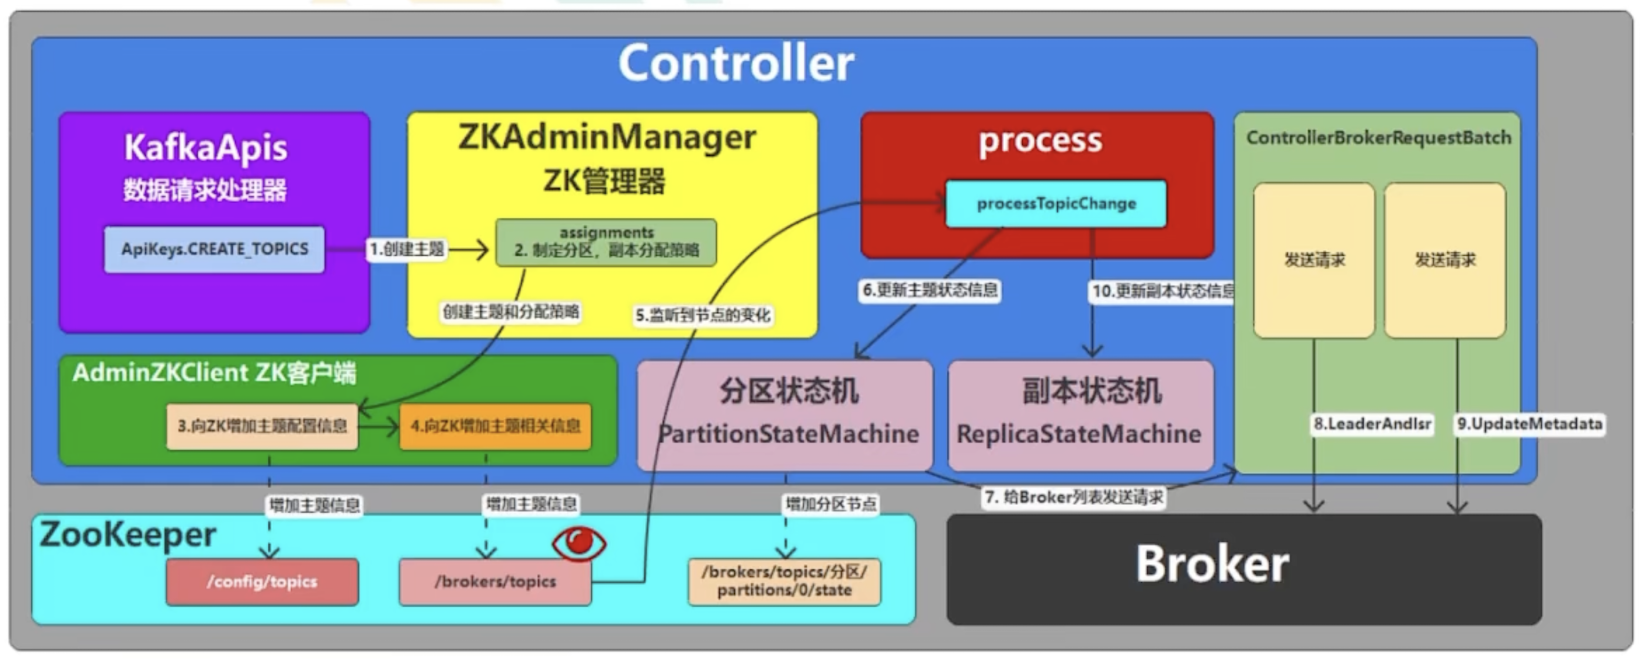 Controller
KafkaApis
数据请求处理器
ApiKeys.CREATE_TOPICS
1.创建主题
ZKAdminManager
ZK管理器
assignments
2. 制定分区，副本分配策略
创建主题和分配策略
5.监听到节点的变化
process
processTopicChange
6.更新主题状态信息
10.更新副本状态信息
ControllerBrokerRequestBatch
发送请求
发送请求
AdminZKClient ZK客户端
3.向ZK增加主题配置信息
4.向ZK增加主题相关信息
分区状态机
PartitionStateMachine
副本状态机
ReplicaStateMachine
8.LeaderAndIsr
9.UpdateMetadata
增加主题信息
增加主题信息
增加分区节点
7. 给Broker列表发送请求
ZooKeeper
/config/topics
/brokers/topics
/brokers/topics/分区/
partitions/0/state
Broker